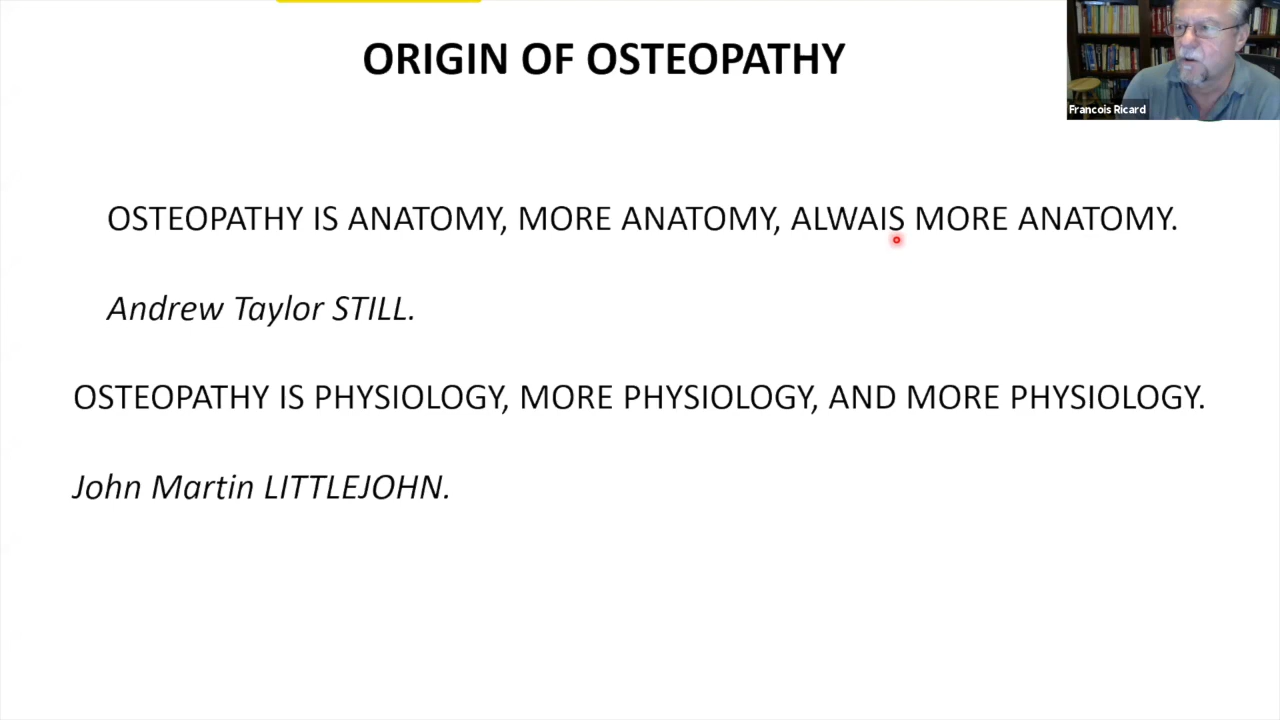 ORIGIN OF OSTEOPATHY
Francois Ricard
OSTEOPATHY IS ANATOMY, MORE ANATOMY, ALWAIS MORE ANATOMY.
Andrew Taylor STILL.
OSTEOPATHY IS PHYSIOLOGY, MORE PHYSIOLOGY, AND MORE PHYSIOLOGY.
John Martin LITTLEJOHN.